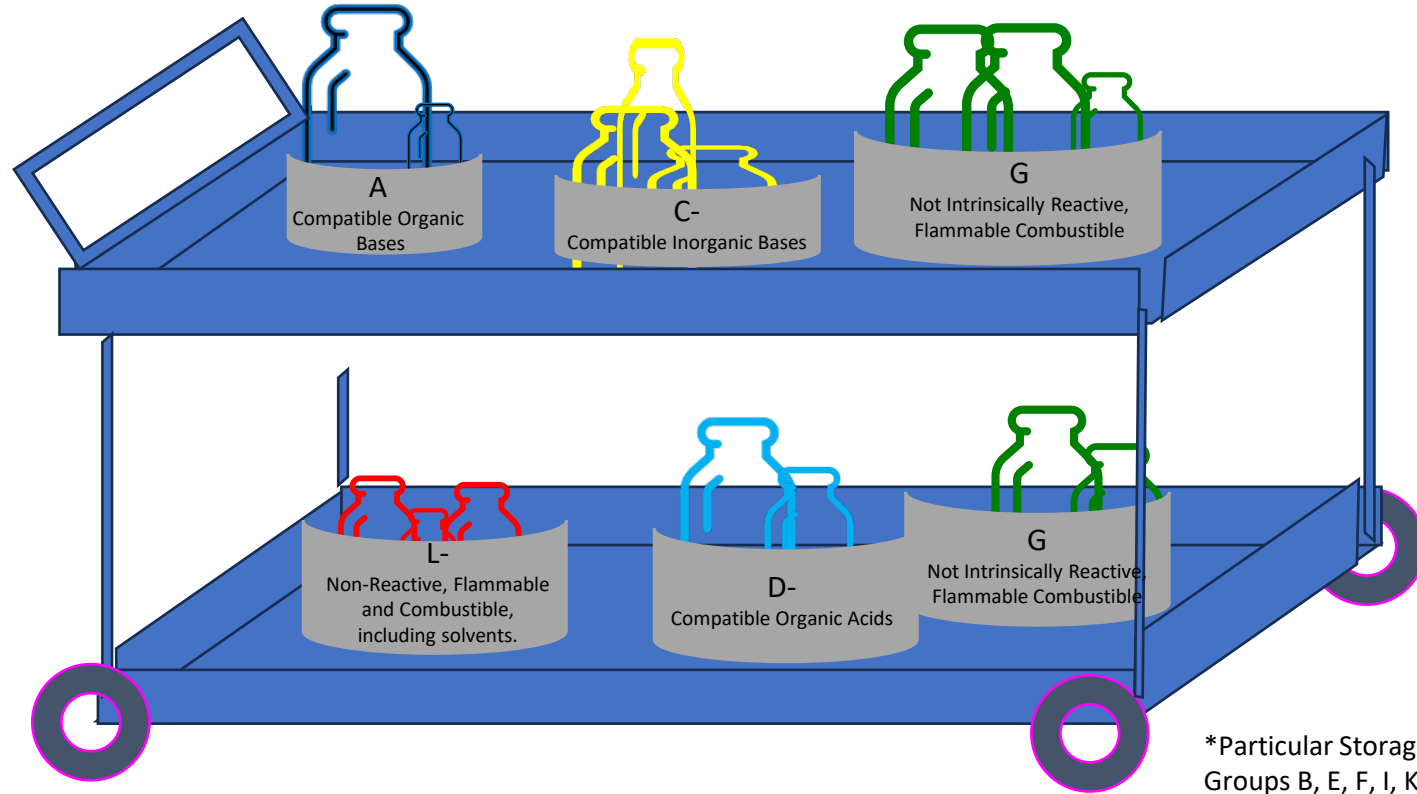 A
Compatible Organic
Bases
C-
Compatible Inorganic Bases
G
Not Intrinsically Reactive,
Flammable Combustible
L-
Non-Reactive, Flammable
and Combustible,
including solvents.
D-
Compatible Organic Acids
G
Not Intrinsically Reactive,
Flammable Combustible
*Particular Storag
Groups B, E, F, I, K